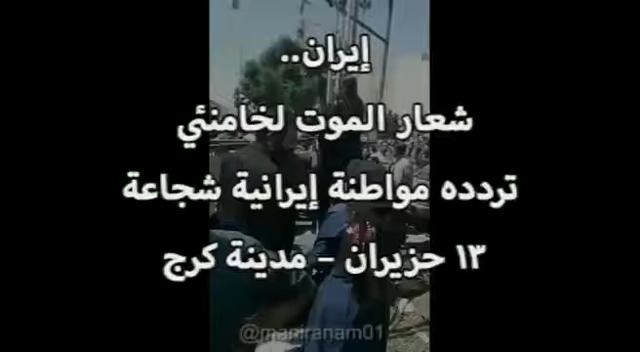 إيران..
شعار الموت لخامنئي
تردده مواطنة إيرانية شجاعة
١٣ حزيران – مدينة كرج
@maniranam01